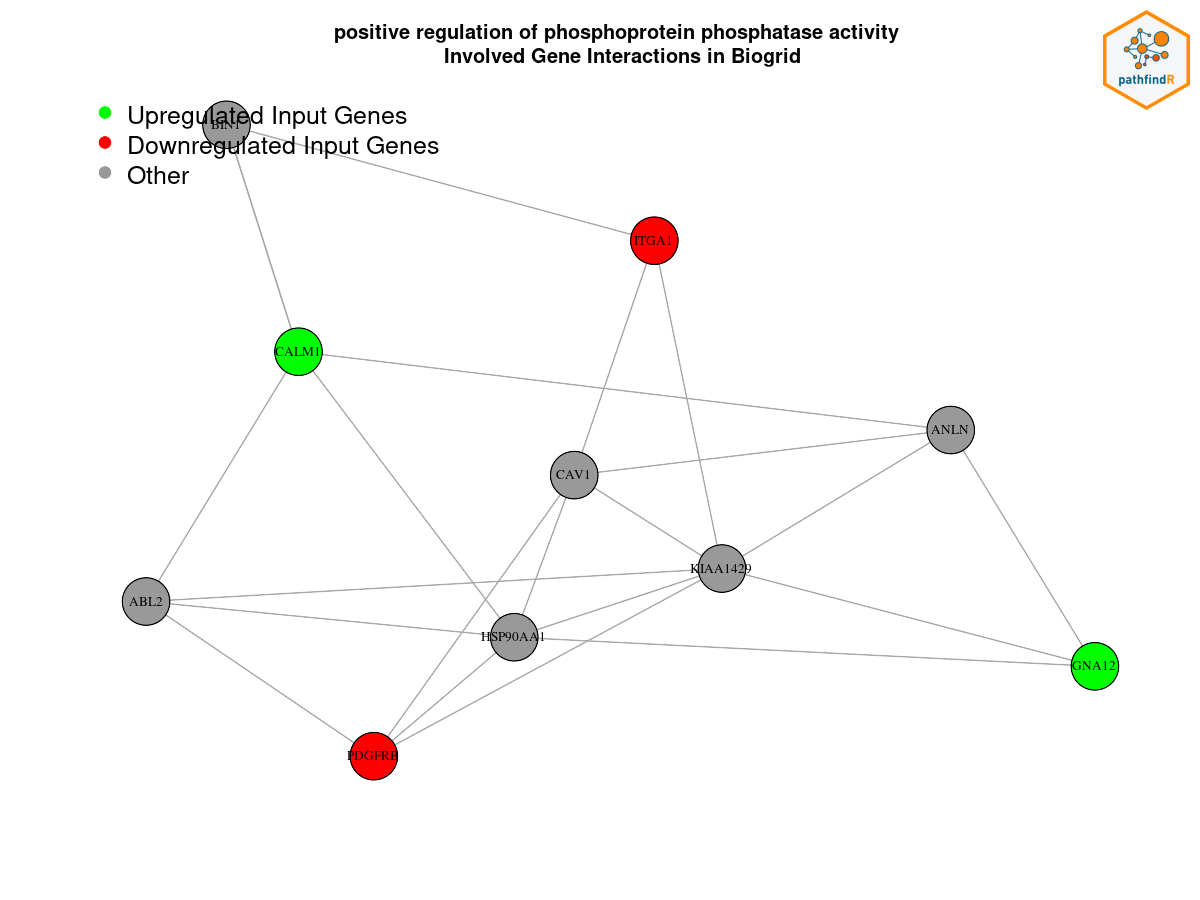 positive regulation of phosphoprotein phosphatase activity
Involved Gene Interactions in Biogrid
pathfindR
Upregulated Input Genes
BIN1
Downregulated Input Genes
Other
ITGA1
CALM1
ANLN
CAV1
KIAA1429
ABL2
HSP90AA1
GNA12
PDGFRB